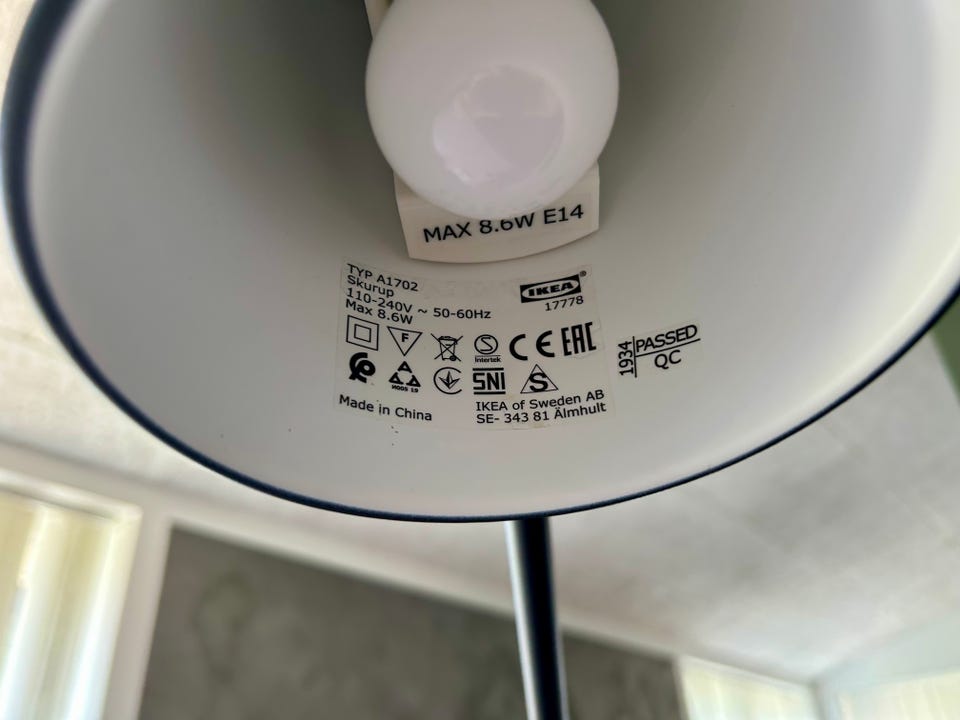 MAX 8.6W E14
TYP A1702
Skurup
110-240V ~ 50-60Hz
Max 8.6W
IKEA®
17778
F
S
Intertek
CE EAC
SNI
S
Made in China
IKEA of Sweden AB
SE- 343 81 Älmhult
1934
PASSED
QC